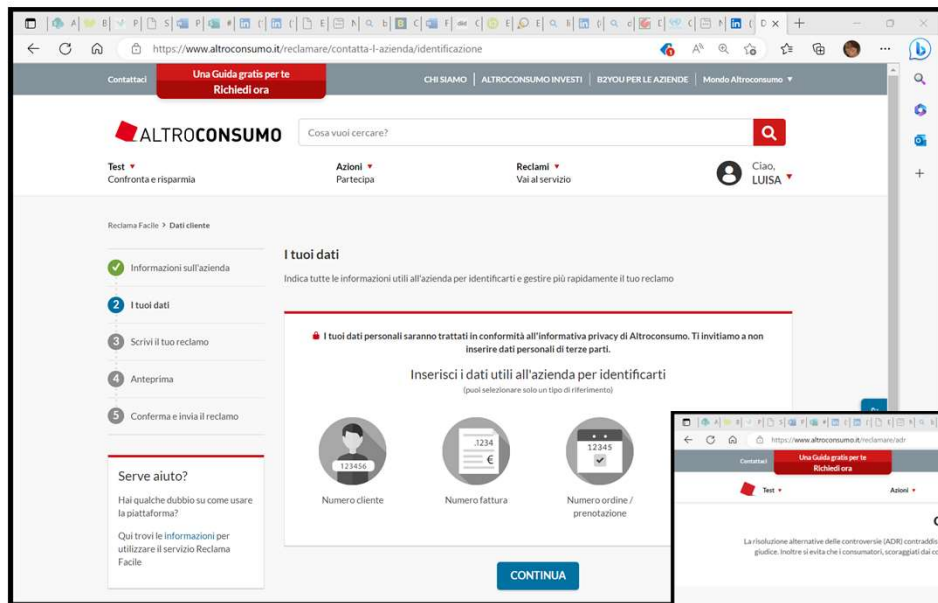 https://www.altroconsumo.it/reclamare/contatta-l-azienda/identificazione
Contattaci
Una Guida gratis per te
Richiedi ora
CHI SIAMO | ALTROCONSUMO INVESTI | B2YOU PER LE AZIENDE | Mondo Altroconsumo
ALTROCONSUMO
Cosa vuoi cercare?
Test
Confronta e risparmia
Azioni
Partecipa
Reclami
Vai al servizio
Ciao,
LUISA
Reclama Facile > Dati cliente
Informazioni sull'azienda
2 I tuoi dati
3 Scrivi il tuo reclamo
4 Anteprima
5 Conferma e invia il reclamo
Serve aiuto?
Hai qualche dubbio su come usare
la piattaforma?
Qui trovi le informazioni per
utilizzare il servizio Reclama
Facile
I tuoi dati
Indica tutte le informazioni utili all'azienda per identificarti e gestire più rapidamente il tuo reclamo
I tuoi dati personali saranno trattati in conformità all'informativa privacy di Altroconsumo. Ti invitiamo a non
inserire dati personali di terze parti.
Inserisci i dati utili all'azienda per identificarti
(puoi selezionare solo un tipo di riferimento)
123456
Numero cliente
.1234
€
Numero fattura
12345
Numero ordine /
prenotazione
CONTINUA
https://www.altroconsumo.it/reclamare/adr
Contattaci
Una Guida gratis per te
Richiedi ora
Test
Azioni
La risoluzione alternative delle controversie (ADR) contraddis
giudice. Inoltre si evita che i consumatori, scoraggiati dai co